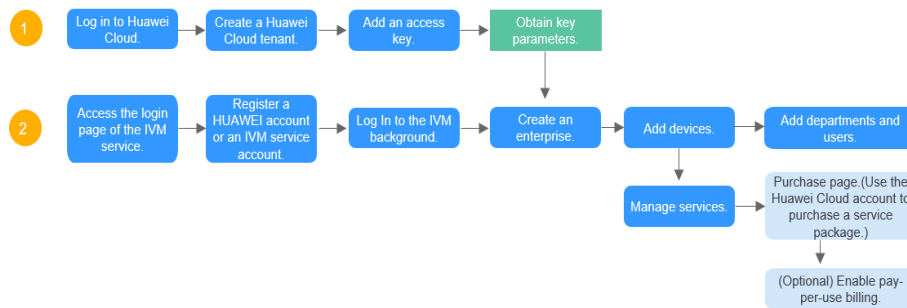 1
Log in to Huawei
Cloud.
Create a Huawei
Cloud tenant.
Add an access
key.
Obtain key
parameters.
2
Access the login
page of the IVM
service.
Register a
HUAWEI account
or an IVM service
account.
Log In to the IVM
background.
Create an
enterprise.
Add devices.
Add departments and
users.
Manage services.
Purchase page.(Use the
Huawei Cloud account to
purchase a service
package.)
(Optional) Enable pay-
per-use billing.